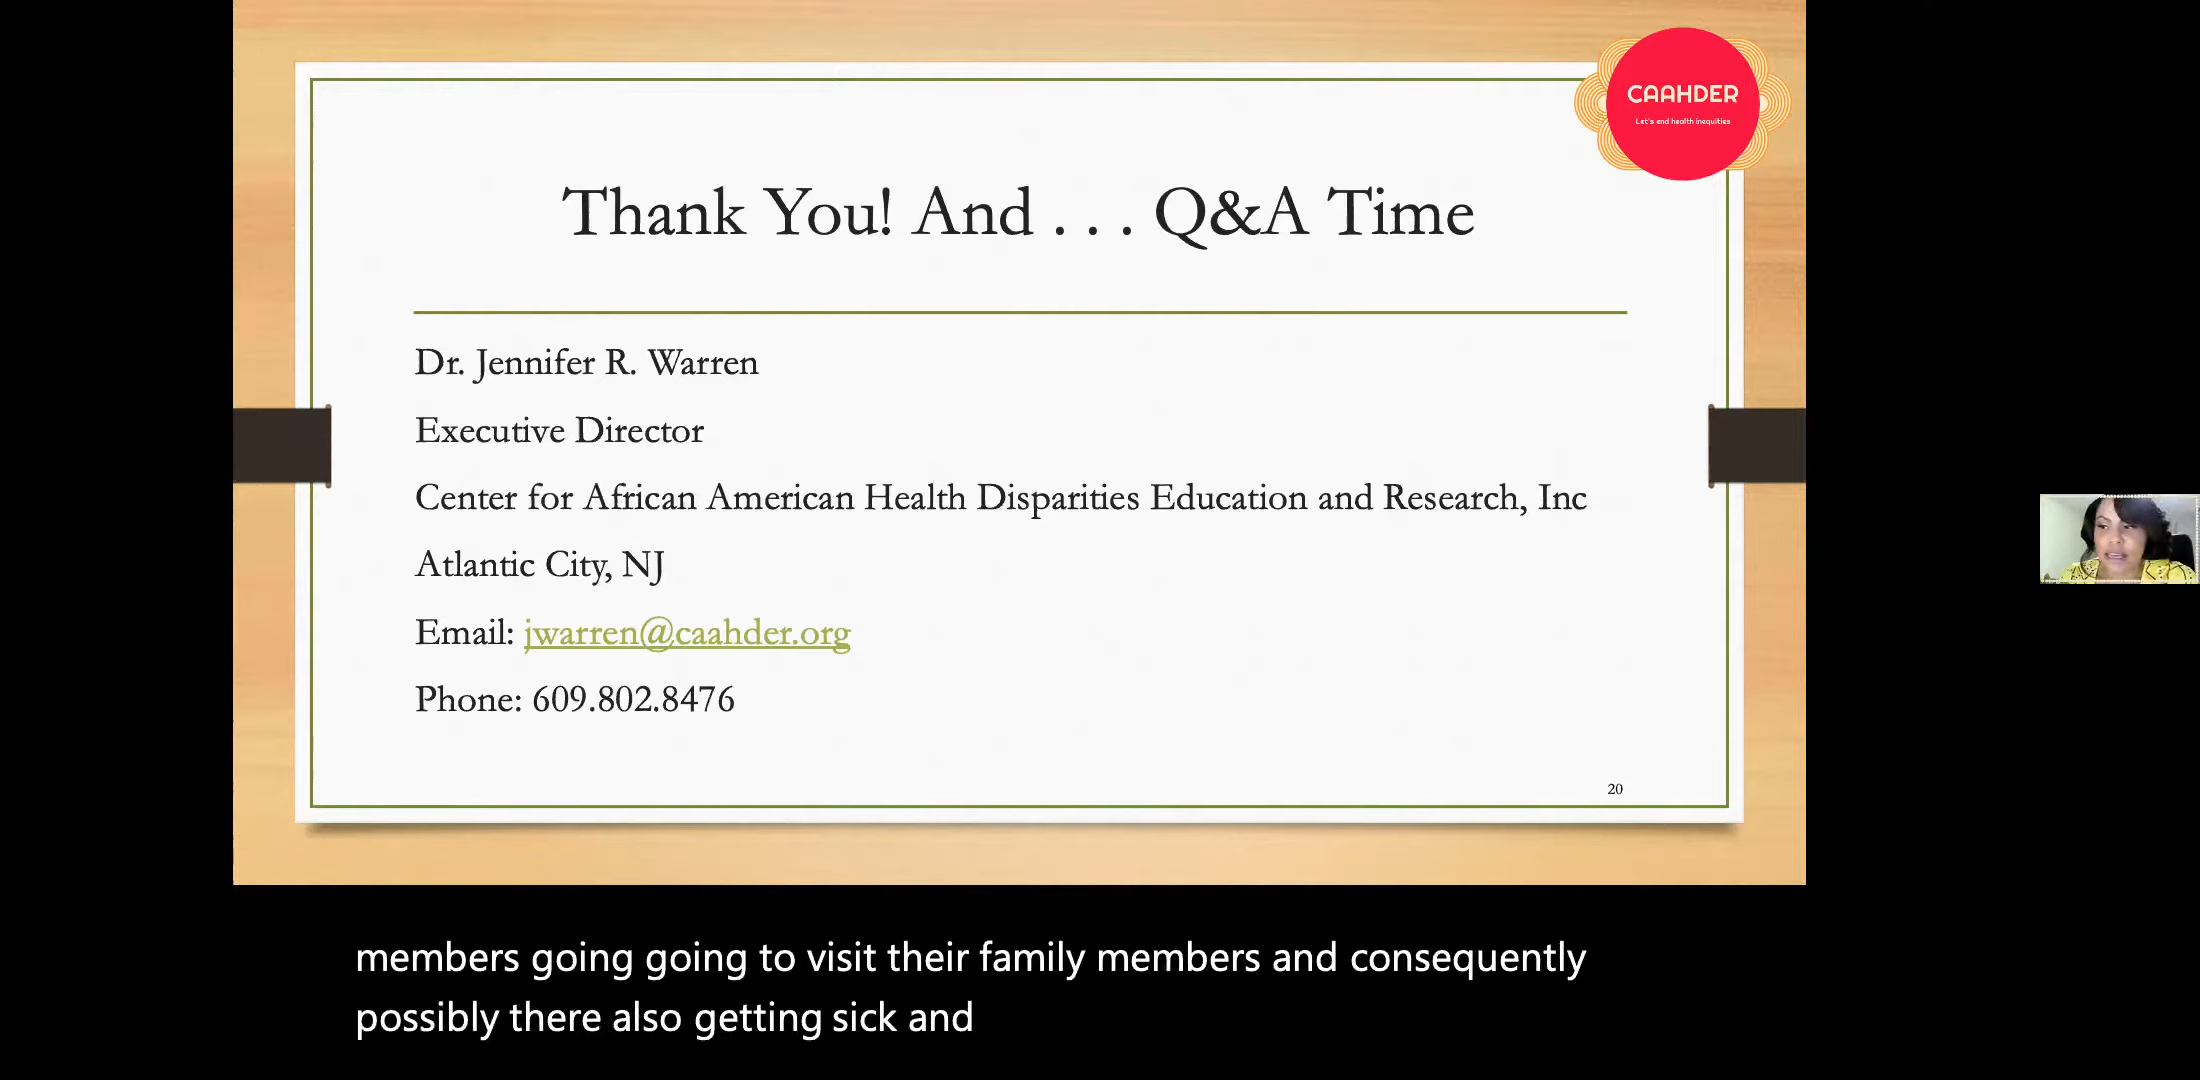 CAAHDER
Let's end health inequities
Thank You! And . . . Q&A Time
Dr. Jennifer R. Warren
Executive Director
Center for African American Health Disparities Education and Research, Inc
Atlantic City, NJ
Email: jwarren@caahder.org
Phone: 609.802.8476
20
members going going to visit their family members and consequently
possibly there also getting sick and